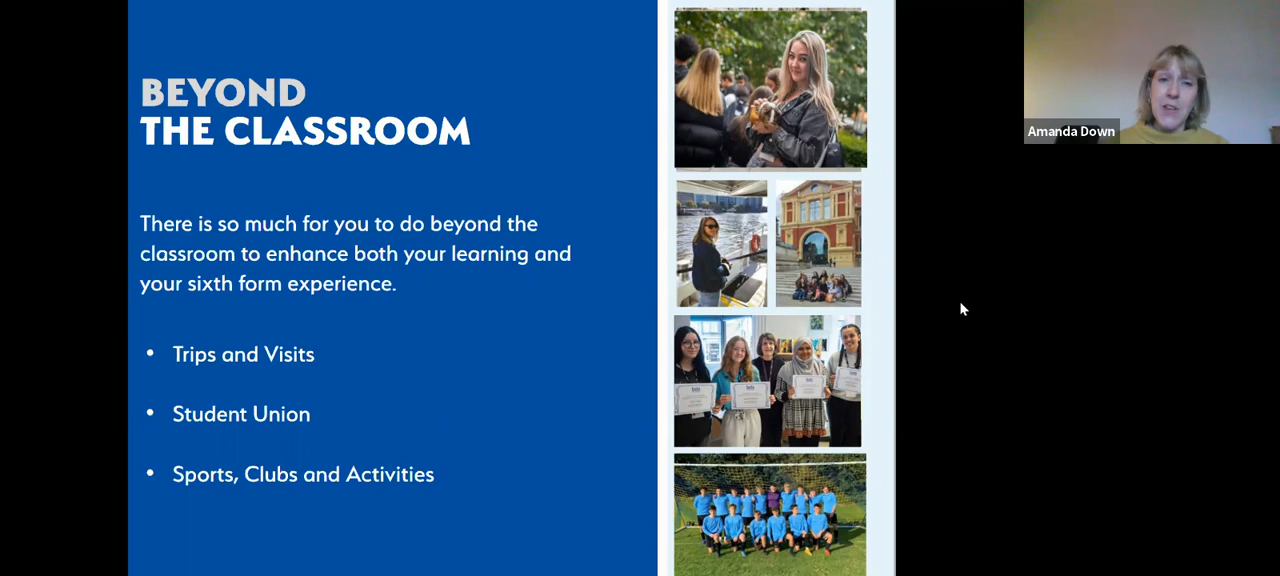 BEYOND
THE CLASSROOM
There is so much for you to do beyond the
classroom to enhance both your learning and
your sixth form experience.
• Trips and Visits
• Student Union
• Sports, Clubs and Activities
Amanda Down